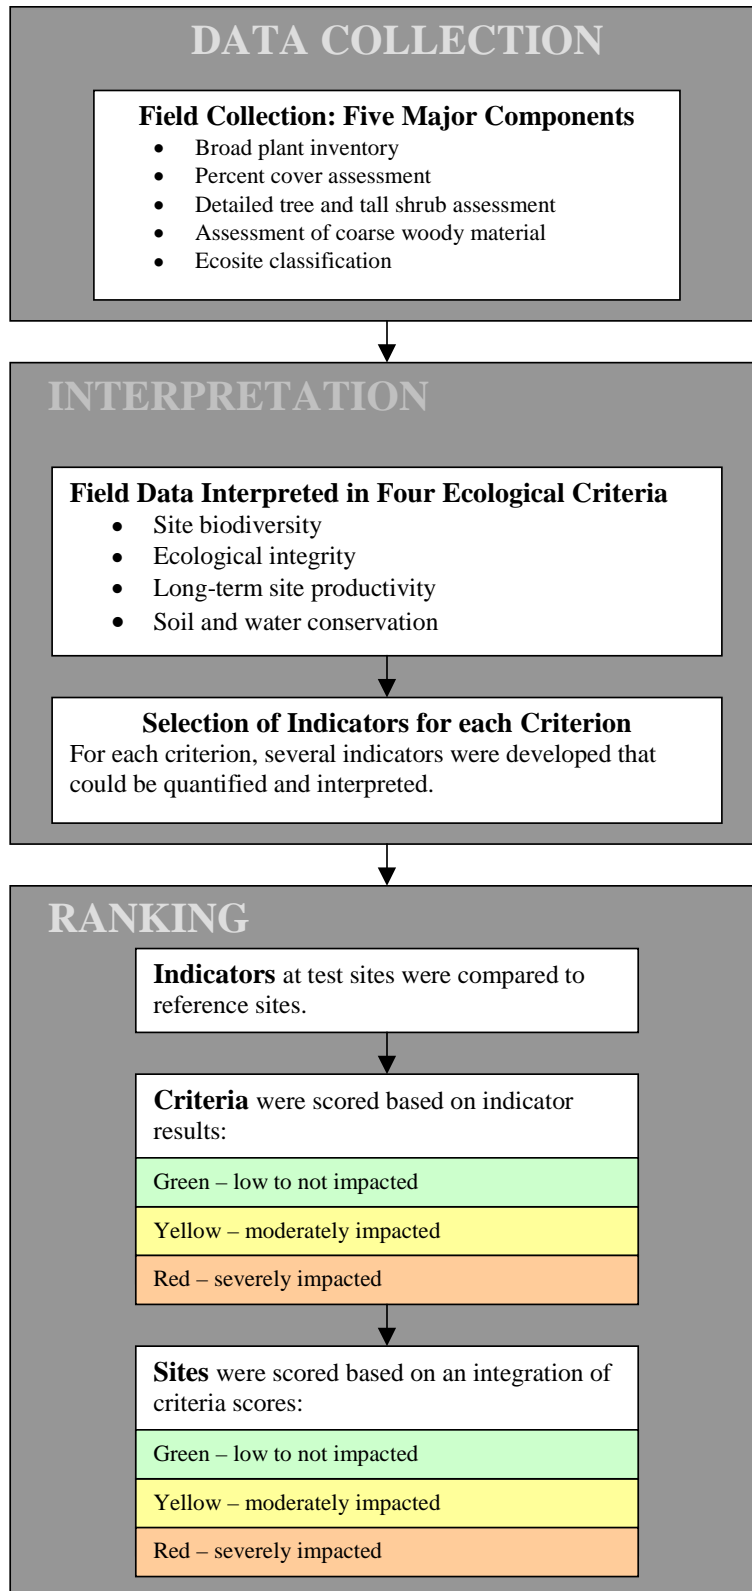 DATA COLLECTION
Field Collection: Five Major Components
• Broad plant inventory
• Percent cover assessment
• Detailed tree and tall shrub assessment
• Assessment of coarse woody material
• Ecosite classification
INTERPRETATION
Field Data Interpreted in Four Ecological Criteria
• Site biodiversity
• Ecological integrity
• Long-term site productivity
• Soil and water conservation
Selection of Indicators for each Criterion
For each criterion, several indicators were developed that
could be quantified and interpreted.
RANKING
Indicators at test sites were compared to
reference sites.
Criteria were scored based on indicator
results:
Green – low to not impacted
Yellow – moderately impacted
Red – severely impacted
Sites were scored based on an integration of
criteria scores:
Green – low to not impacted
Yellow – moderately impacted
Red – severely impacted